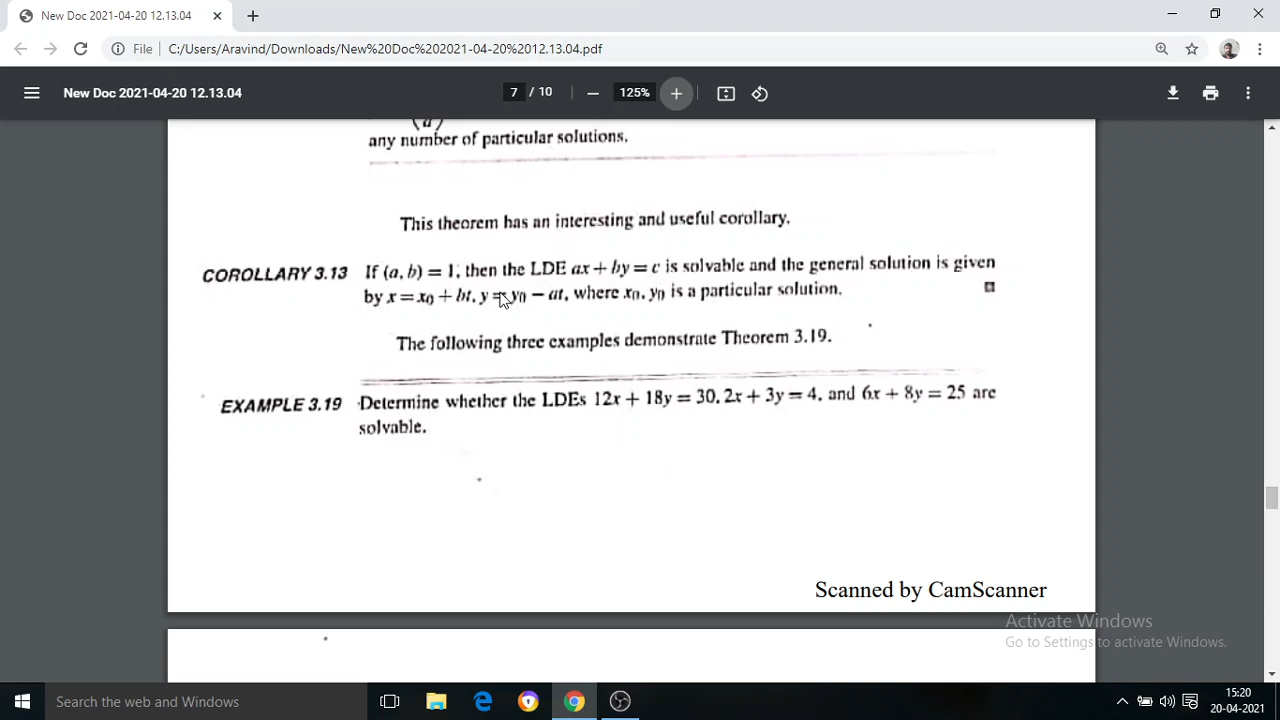 New Doc 2021-04-20 12.13.04
File C:/Users/Aravind/Downloads/New%20Doc%202021-04-20%2012.13.04.pdf
New Doc 2021-04-20 12.13.04 7 / 10 125%
(a)
any number of particular solutions.
This theorem has an interesting and useful corollary.
COROLLARY 3.13 If (a, b) = 1, then the LDE ax + by = c is solvable and the general solution is given
by x = x₀ + bt, y = y₀ − at, where x₀, y₀ is a particular solution.
The following three examples demonstrate Theorem 3.19.
EXAMPLE 3.19 Determine whether the LDEs 12x + 18y = 30, 2x + 3y = 4, and 6x + 8y = 25 are
solvable.
Scanned by CamScanner
Activate Windows
Go to Settings to activate Windows.
Search the web and Windows
15:20
20-04-2021